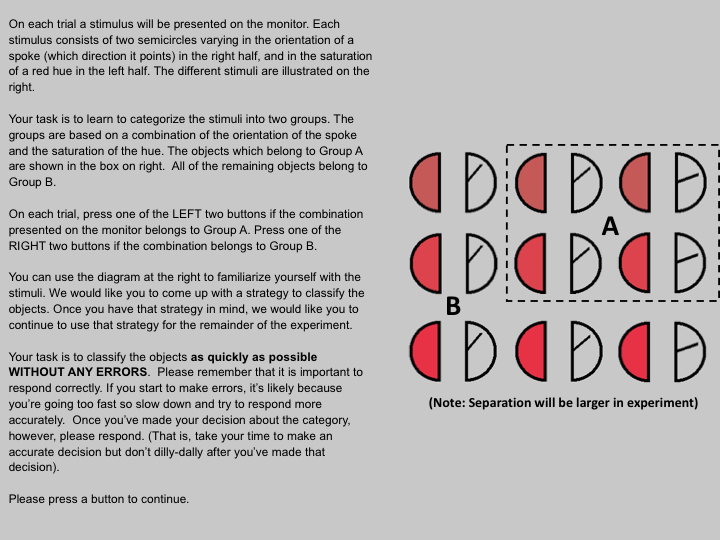 On each trial a stimulus will be presented on the monitor. Each
stimulus consists of two semicircles varying in the orientation of a
spoke (which direction it points) in the right half, and in the saturation
of a red hue in the left half. The different stimuli are illustrated on the
right.
Your task is to learn to categorize the stimuli into two groups. The
groups are based on a combination of the orientation of the spoke
and the saturation of the hue. The objects which belong to Group A
are shown in the box on right.  All of the remaining objects belong to
Group B.
On each trial, press one of the LEFT two buttons if the combination
presented on the monitor belongs to Group A. Press one of the
RIGHT two buttons if the combination belongs to Group B.
You can use the diagram at the right to familiarize yourself with the
stimuli. We would like you to come up with a strategy to classify the
objects. Once you have that strategy in mind, we would like you to
continue to use that strategy for the remainder of the experiment.
Your task is to classify the objects as quickly as possible
WITHOUT ANY ERRORS.  Please remember that it is important to
respond correctly. If you start to make errors, it's likely because
you're going too fast so slow down and try to respond more
accurately.  Once you've made your decision about the category,
however, please respond. (That is, take your time to make an
accurate decision but don't dilly-dally after you've made that
decision).
Please press a button to continue.
A
B
(Note: Separation will be larger in experiment)